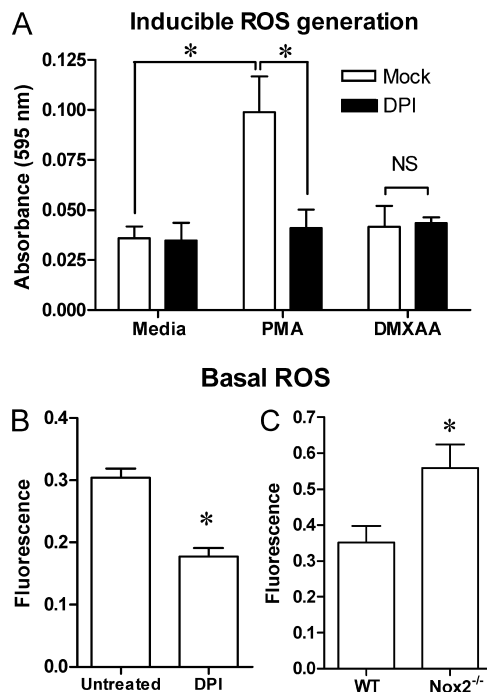 A Inducible ROS generation
Absorbance (595 nm)
0.125
0.100
0.075
0.050
0.025
0.000
* *
Mock
DPI
NS
Media PMA DMXAA
Basal ROS
B
Fluorescence
0.4
0.3
0.2
0.1
0.0
*
Untreated DPI
C
Fluorescence
0.7
0.6
0.5
0.4
0.3
0.2
0.1
0.0
*
WT Nox2-/-